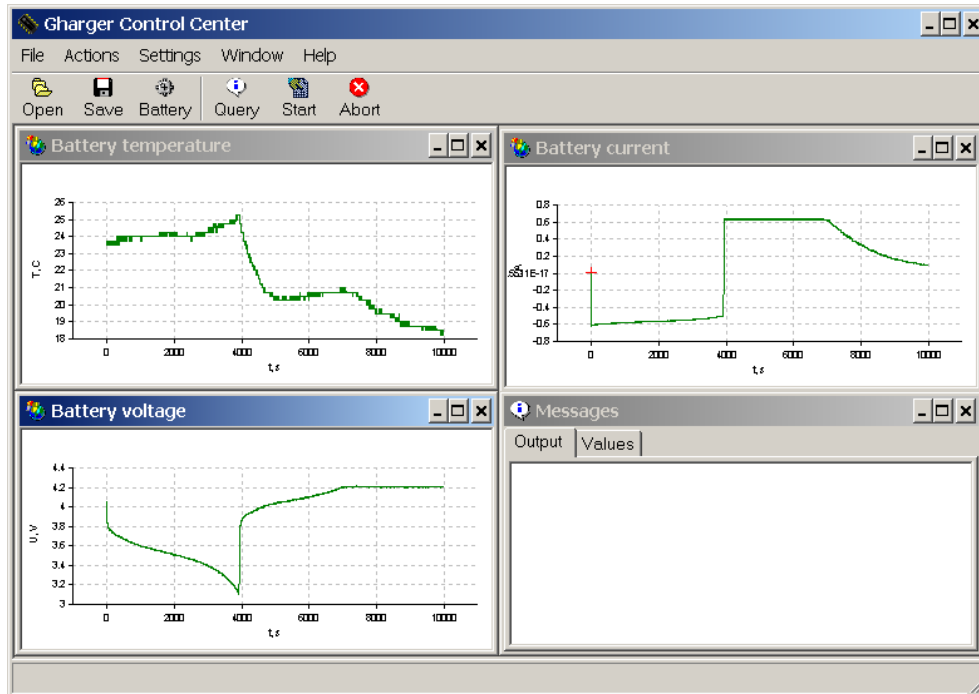 Gharger Control Center
File Actions Settings Window Help
Open Save Battery Query Start Abort
Battery temperature
26
25
24
23
22
21
20
19
18
T,C
0 2000 4000 6000 8000 10000
t,s
Battery current
0.8
0.6
0.4
0.2
-0.2
-0.4
-0.6
-0.8
0 2000 4000 6000 8000 10000
t,s
Battery voltage
4.4
4.2
4
3.8
3.6
3.4
3.2
3
U,V
0 2000 4000 6000 8000 10000
t,s
Messages
Output Values